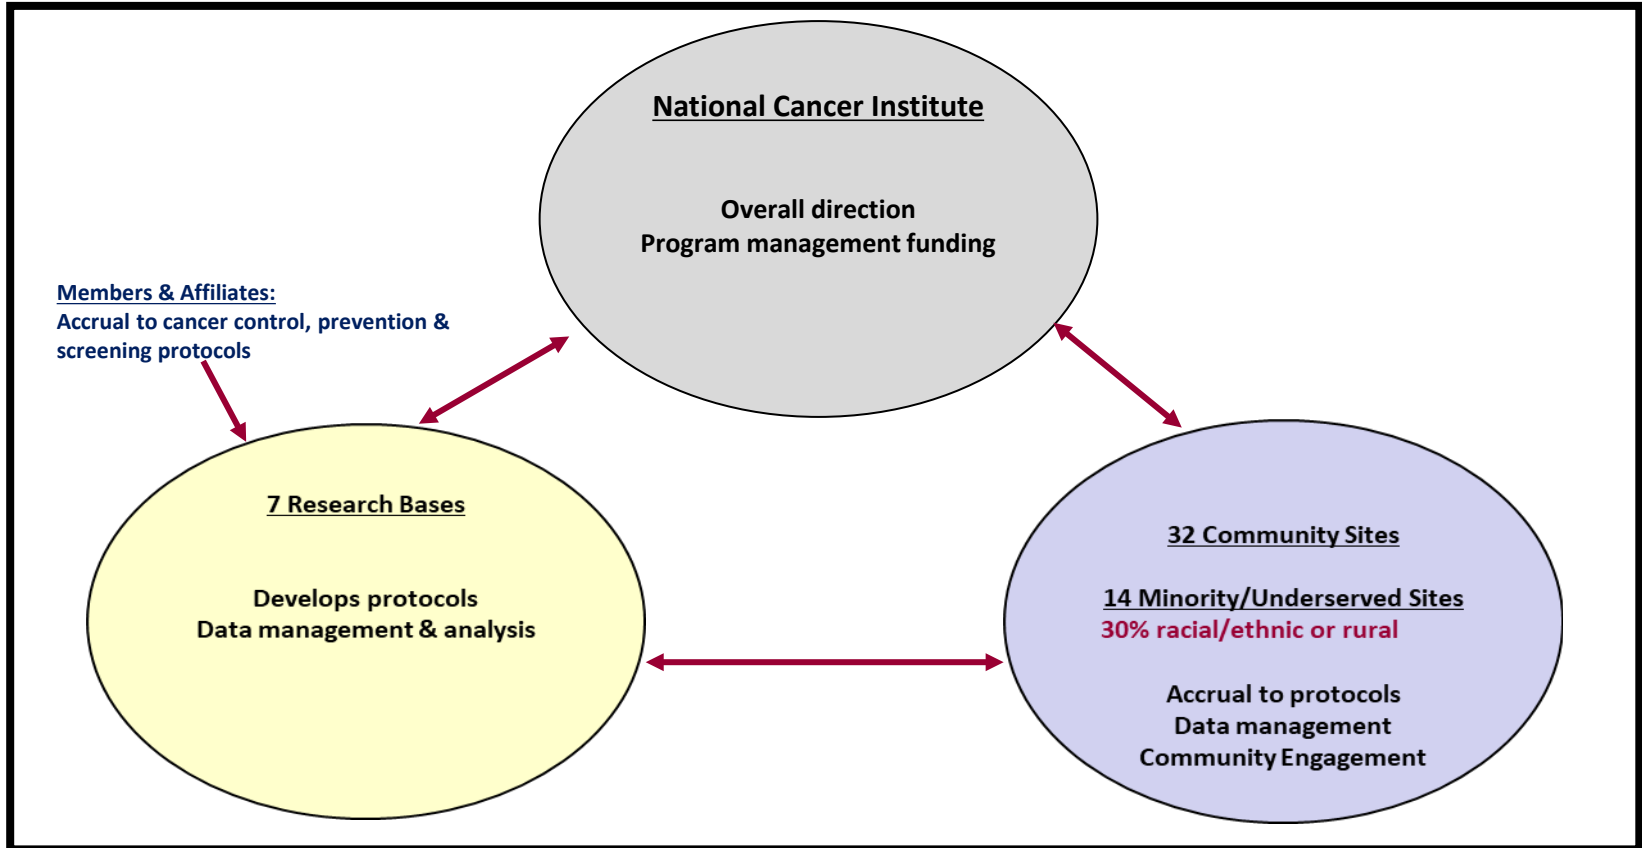 National Cancer Institute
Overall direction
Program management funding
Members & Affiliates:
Accrual to cancer control, prevention &
screening protocols
7 Research Bases
Develops protocols
Data management & analysis
32 Community Sites
14 Minority/Underserved Sites
30% racial/ethnic or rural
Accrual to protocols
Data management
Community Engagement